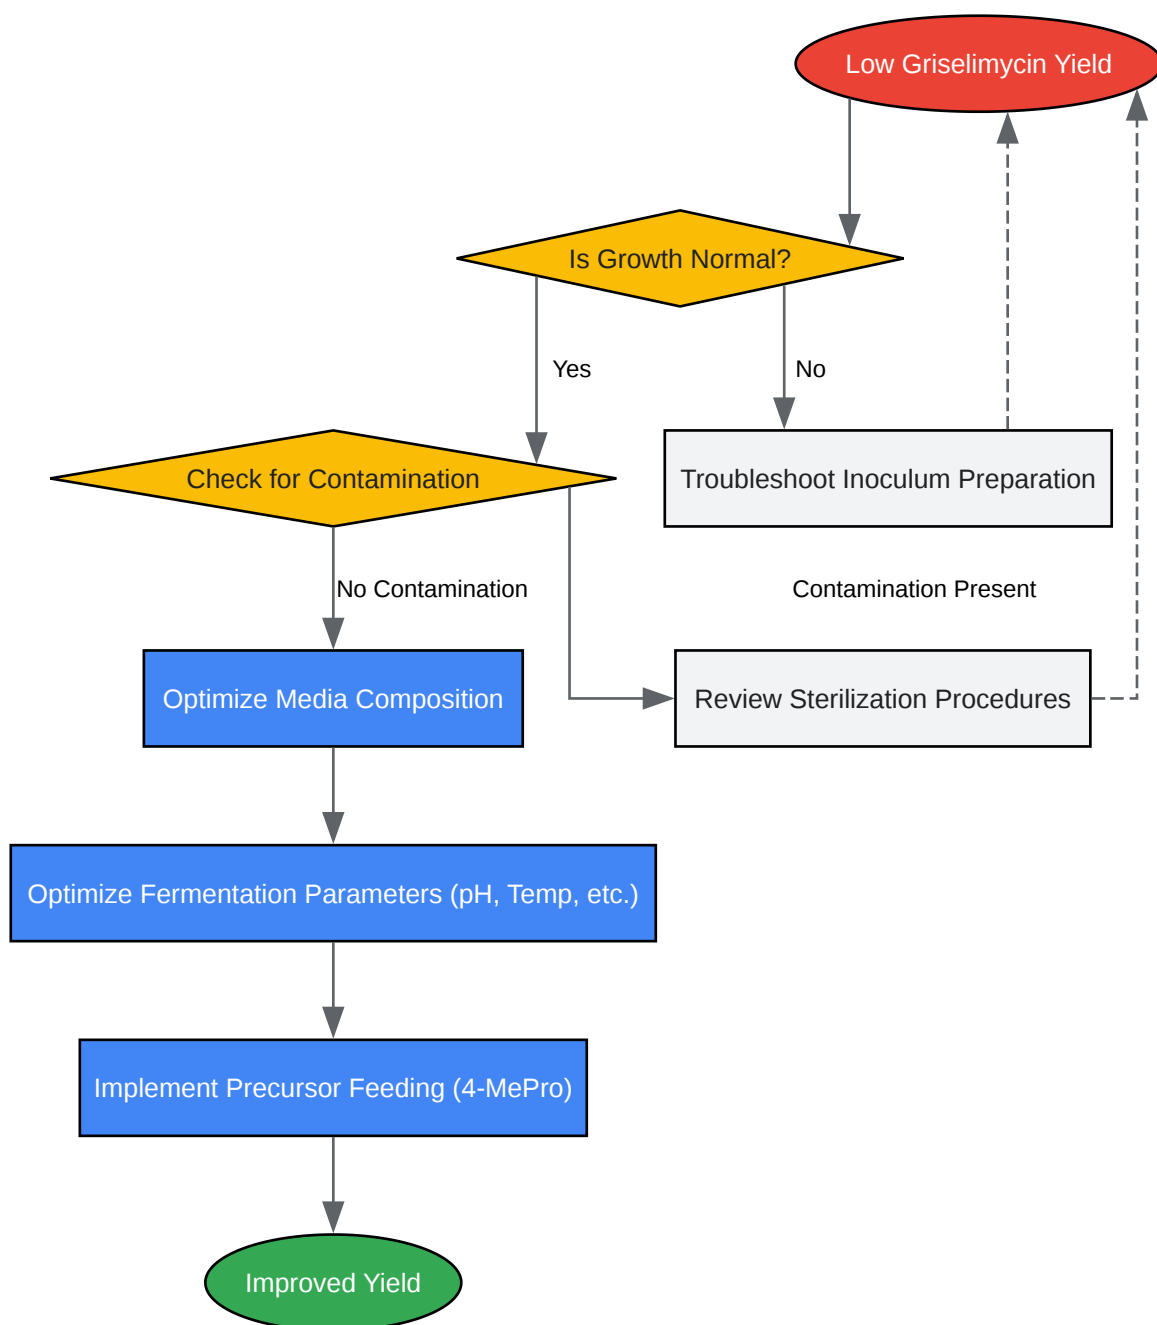 Low Griselimycin Yield
Is Growth Normal?
Yes
No
Check for Contamination
Troubleshoot Inoculum Preparation
No Contamination
Contamination Present
Optimize Media Composition
Review Sterilization Procedures
Optimize Fermentation Parameters (pH, Temp, etc.)
Implement Precursor Feeding (4-MePro)
Improved Yield